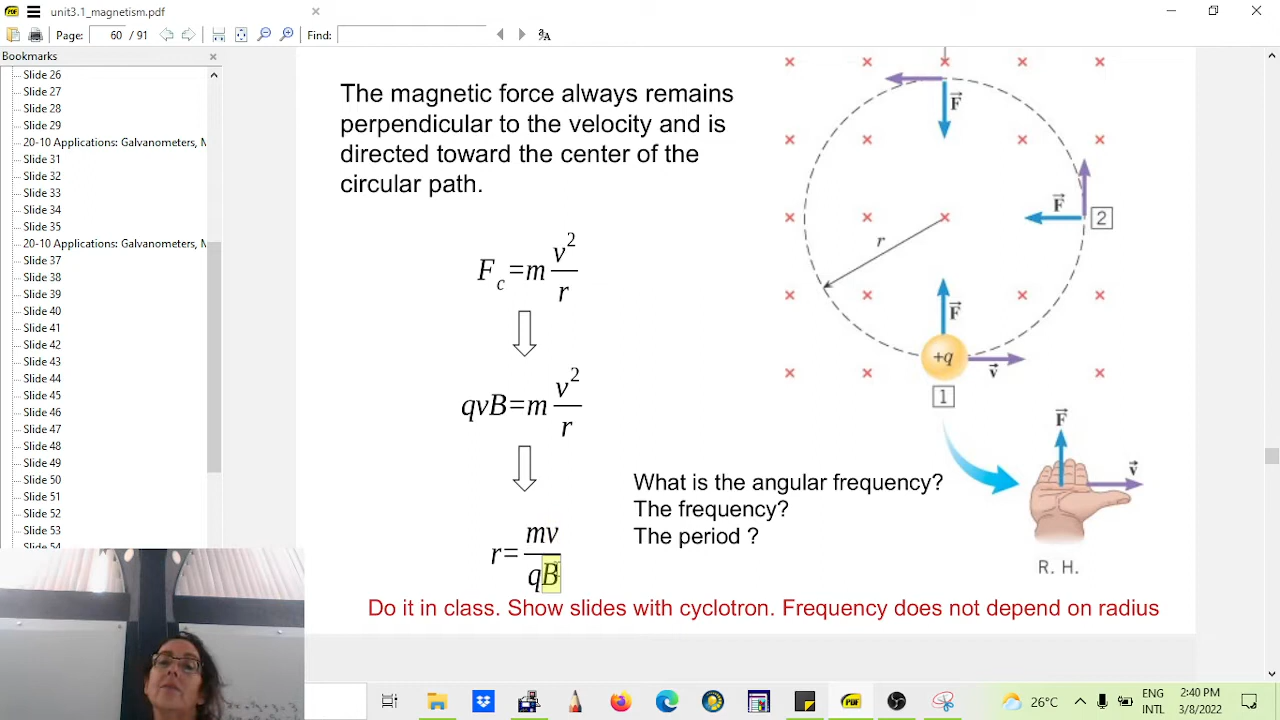 unit3.1_magnetism.pdf
Page: 60 / 91 Find:
Bookmarks
Slide 26
Slide 27
Slide 28
Slide 29
20-10 Applications: Galvanometers, M
Slide 31
Slide 32
Slide 33
Slide 34
Slide 35
20-10 Applications: Galvanometers, M
Slide 37
Slide 38
Slide 39
Slide 40
Slide 41
Slide 42
Slide 43
Slide 44
Slide 45
Slide 46
Slide 47
Slide 48
Slide 49
Slide 50
Slide 51
Slide 52
Slide 53
The magnetic force always remains
perpendicular to the velocity and is
directed toward the center of the
circular path.
F_c = m v^2 / r
qvB = m v^2 / r
r = mv / qB
F
F
2
r
F
+q
v
1
F
v
R. H.
What is the angular frequency?
The frequency?
The period ?
Do it in class. Show slides with cyclotron. Frequency does not depend on radius
26°C
ENG
INTL
2:40 PM
3/8/2022